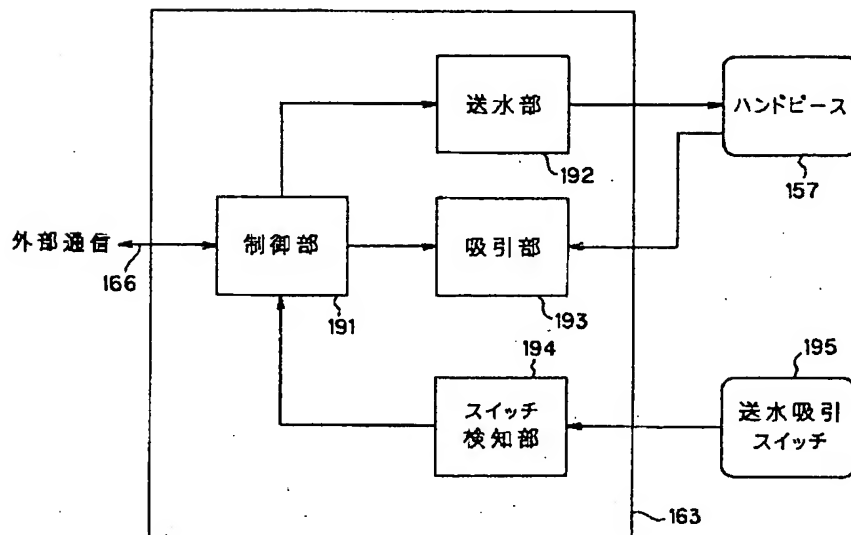 送水部
192
ハンドピース
157
外部通信
166
制御部
191
吸引部
193
194
スイッチ
検知部
195
送水吸引
スイッチ
163